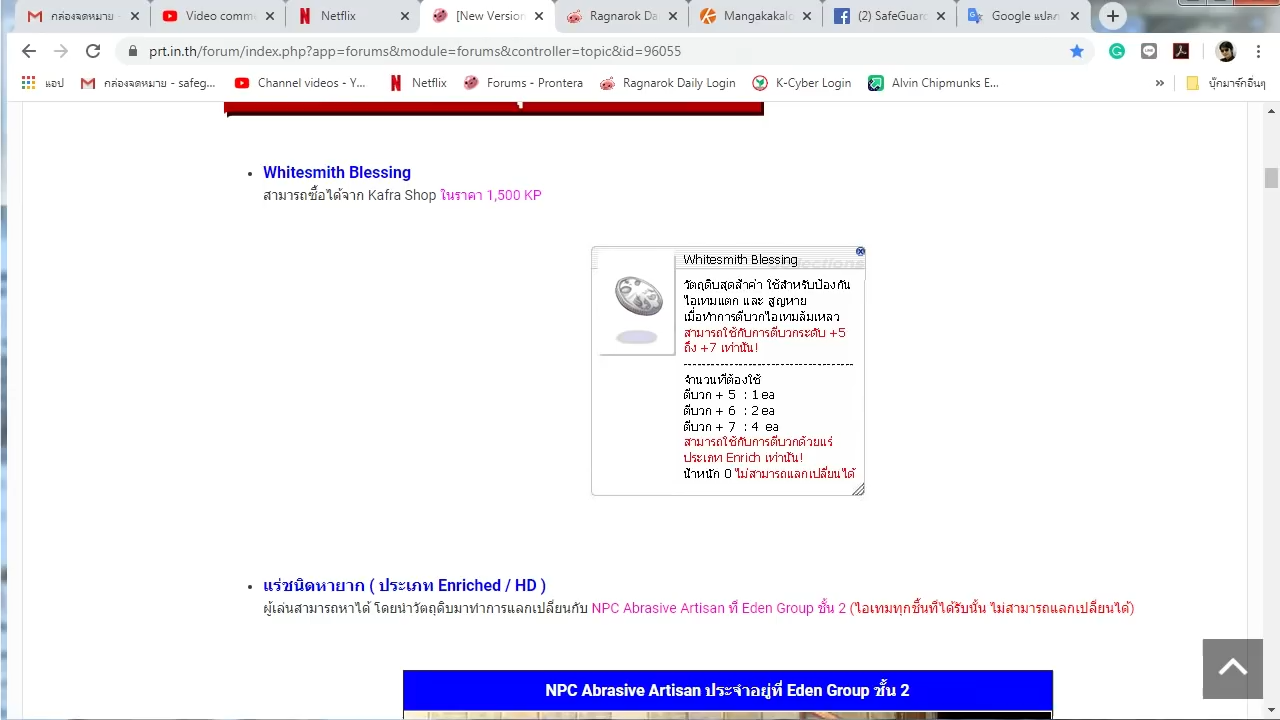 กล่องจดหมาย
Video comme
Netflix
[New Version
Ragnarok Da
Mangakakalo
(2) SafeGuard
Google แปลภ
prt.in.th/forum/index.php?app=forums&module=forums&controller=topic&id=96055
แอป
กล่องจดหมาย - safeg...
Channel videos - Y...
Netflix
Forums - Prontera
Ragnarok Daily Login
K-Cyber Login
Alvin Chipmunks E...
»
บุ๊กมาร์กอื่นๆ
Whitesmith Blessing
สามารถซื้อได้จาก Kafra Shop ในราคา 1,500 KP
Whitesmith Blessing
วัตถุดิบสุดล้ำค่า ใช้สำหรับป้องกัน
ไอเทมแตก และ สูญหาย
เมื่อทำการตีบวกไอเทมล้มเหลว
สามารถใช้กับการตีบวกระดับ +5
ถึง +7 เท่านั้น!
จำนวนที่ต้องใช้
ตีบวก + 5 : 1 ea
ตีบวก + 6 : 2 ea
ตีบวก + 7 : 4 ea
สามารถใช้กับการตีบวกด้วยแร่
ประเภท Enrich เท่านั้น!
น้ำหนัก 0 ไม่สามารถแลกเปลี่ยนได้
แร่ชนิดหายาก ( ประเภท Enriched / HD )
ผู้เล่นสามารถหาได้ โดยนำวัตถุดิบมาทำการแลกเปลี่ยนกับ NPC Abrasive Artisan ที่ Eden Group ชั้น 2 (ไอเทมทุกชิ้นที่ได้รับนั้น ไม่สามารถแลกเปลี่ยนได้)
NPC Abrasive Artisan ประจำอยู่ที่ Eden Group ชั้น 2